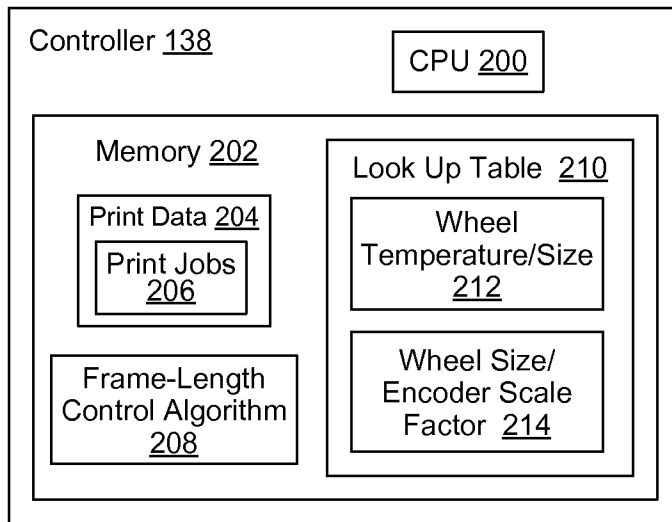 Controller 138
CPU 200
Memory 202
Print Data 204
Print Jobs
206
Frame-Length
Control Algorithm
208
Look Up Table 210
Wheel
Temperature/Size
212
Wheel Size/
Encoder Scale
Factor 214